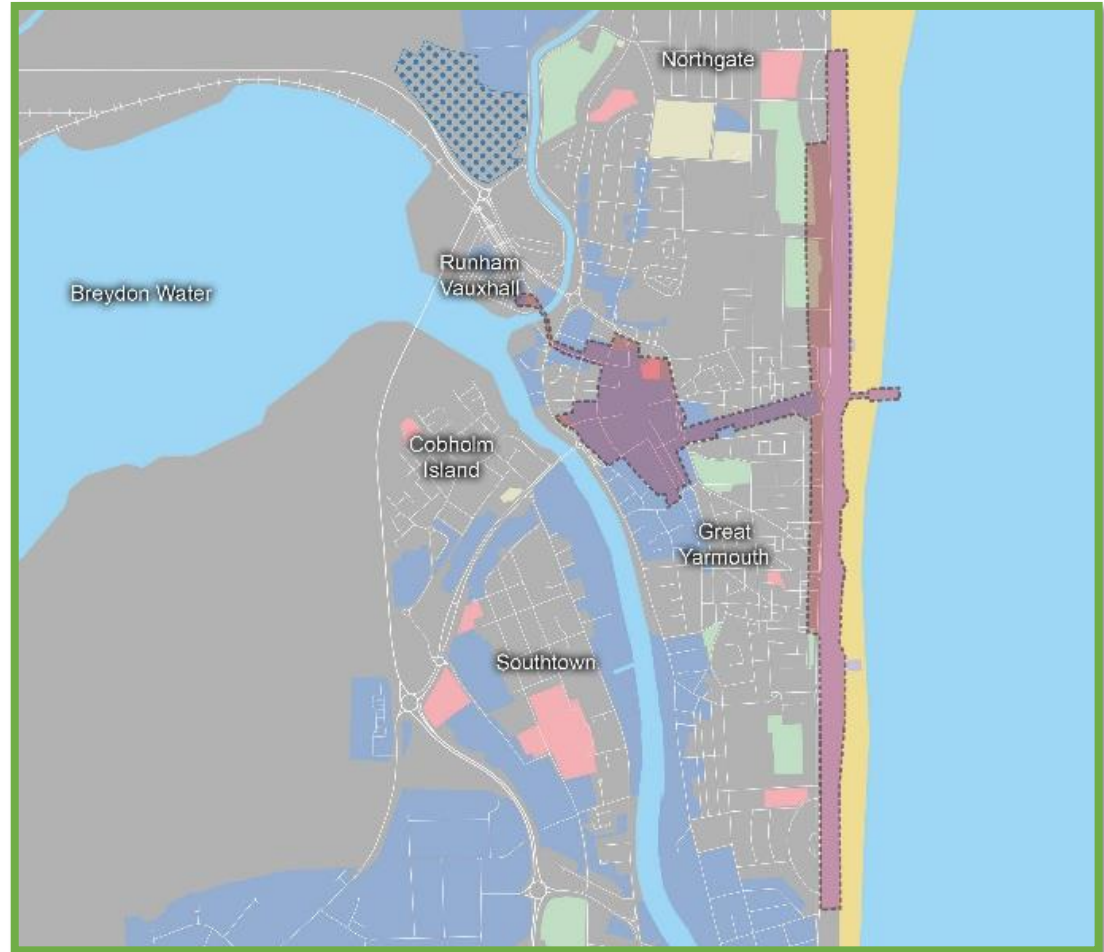 Northgate
Runham
Vauxhall
Breydon Water
Cobholm
Island
Great
Yarmouth
Southtown